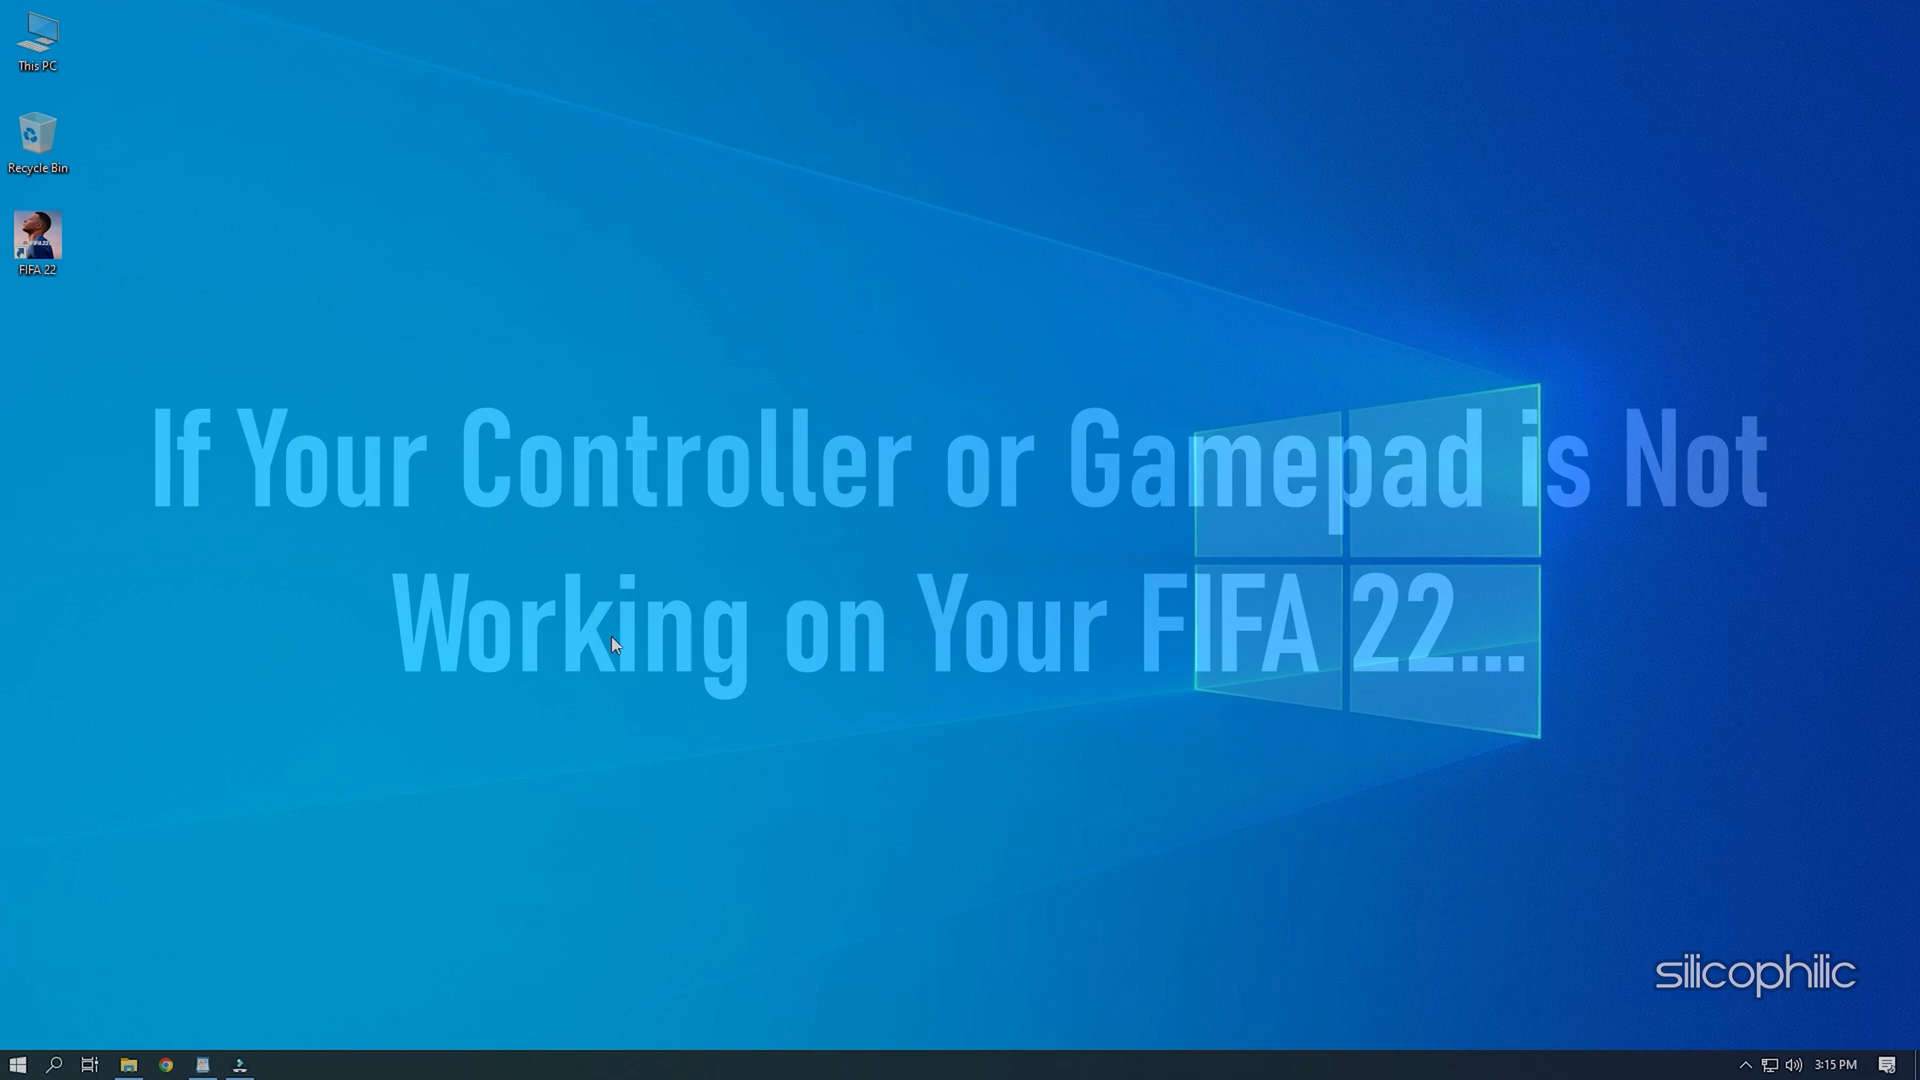 This PC
Recycle Bin
FIFA 22
If Your Controller or Gamepad is Not
Working on Your FIFA 22...
silicophilic
3:15 PM